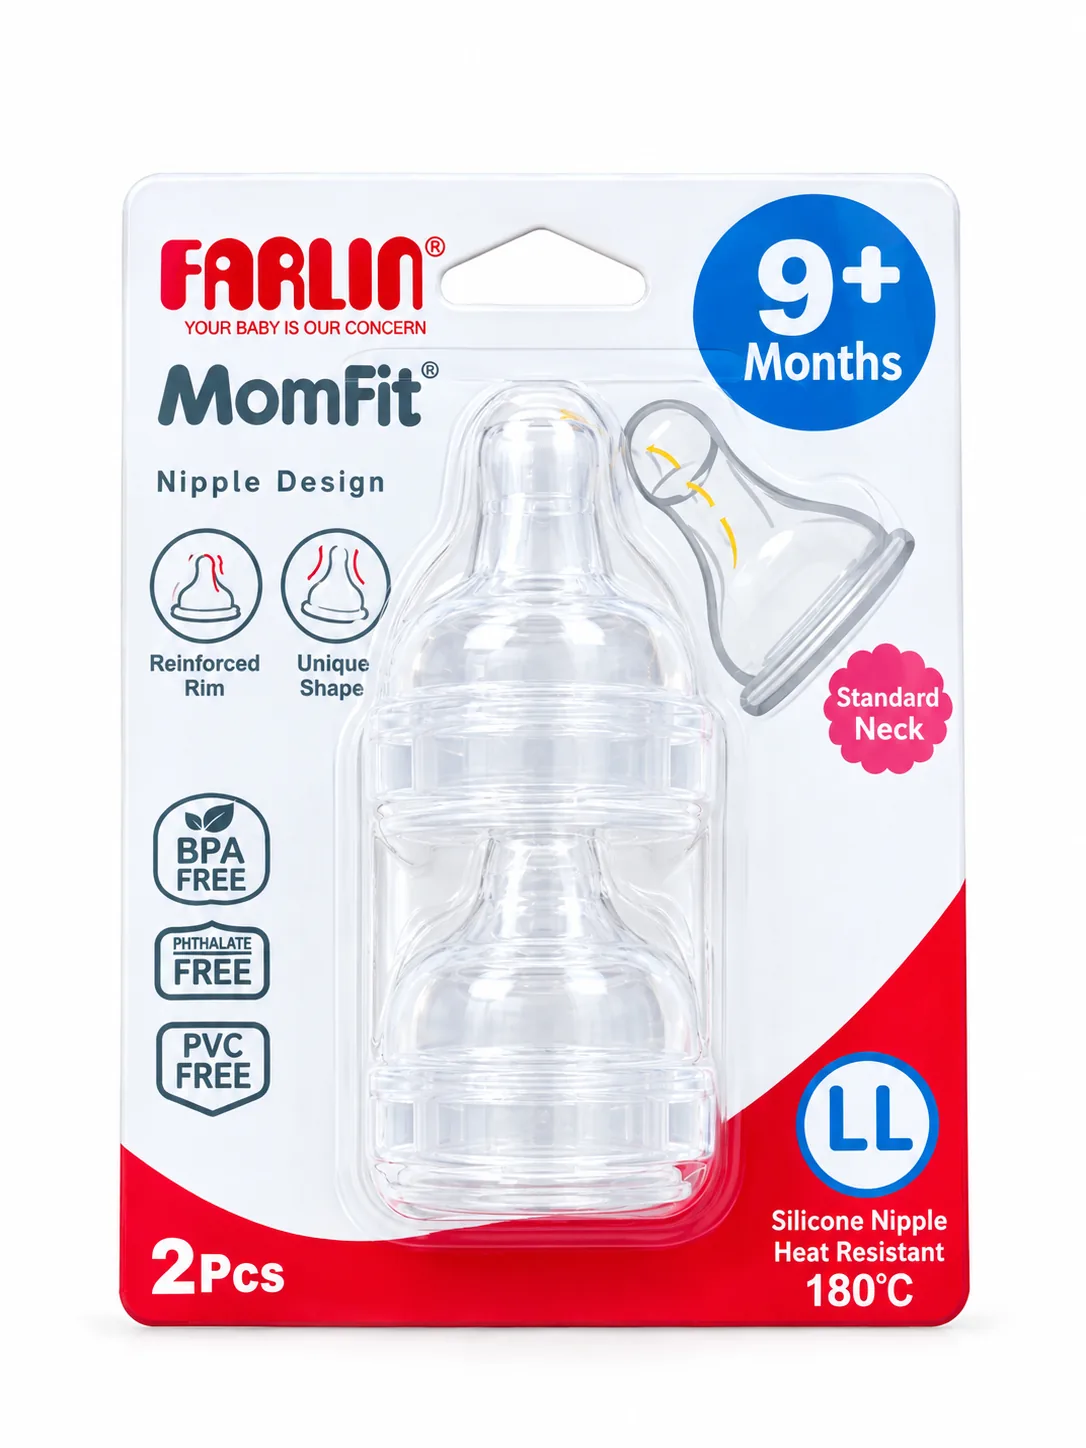 FARLIN®
YOUR BABY IS OUR CONCERN
MomFit®
Nipple Design
Reinforced
Rim
Unique
Shape
9+
Months
Standard
Neck
BPA
FREE
PHTHALATE
FREE
PVC
FREE
2Pcs
LL
Silicone Nipple
Heat Resistant
180°C